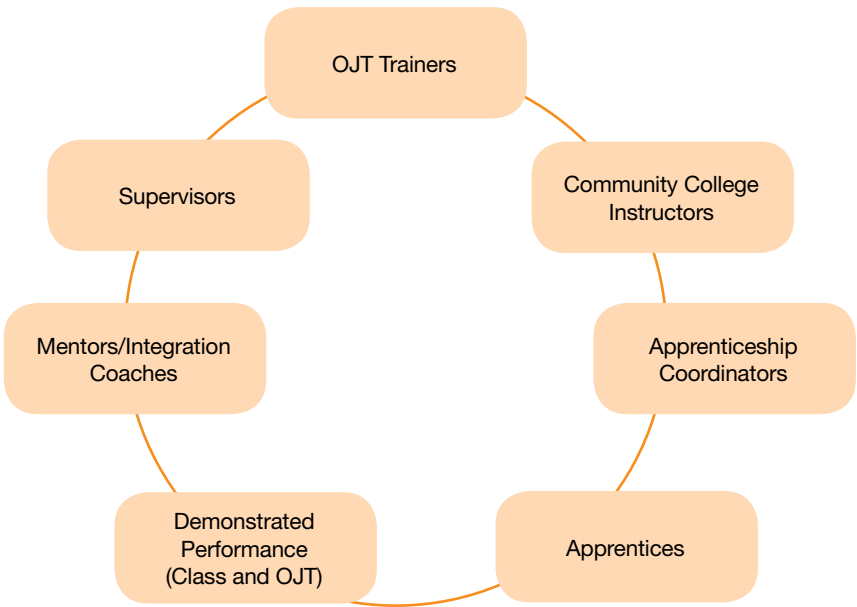 OJT Trainers
Supervisors
Community College
Instructors
Mentors/Integration
Coaches
Apprenticeship
Coordinators
Demonstrated
Performance
(Class and OJT)
Apprentices